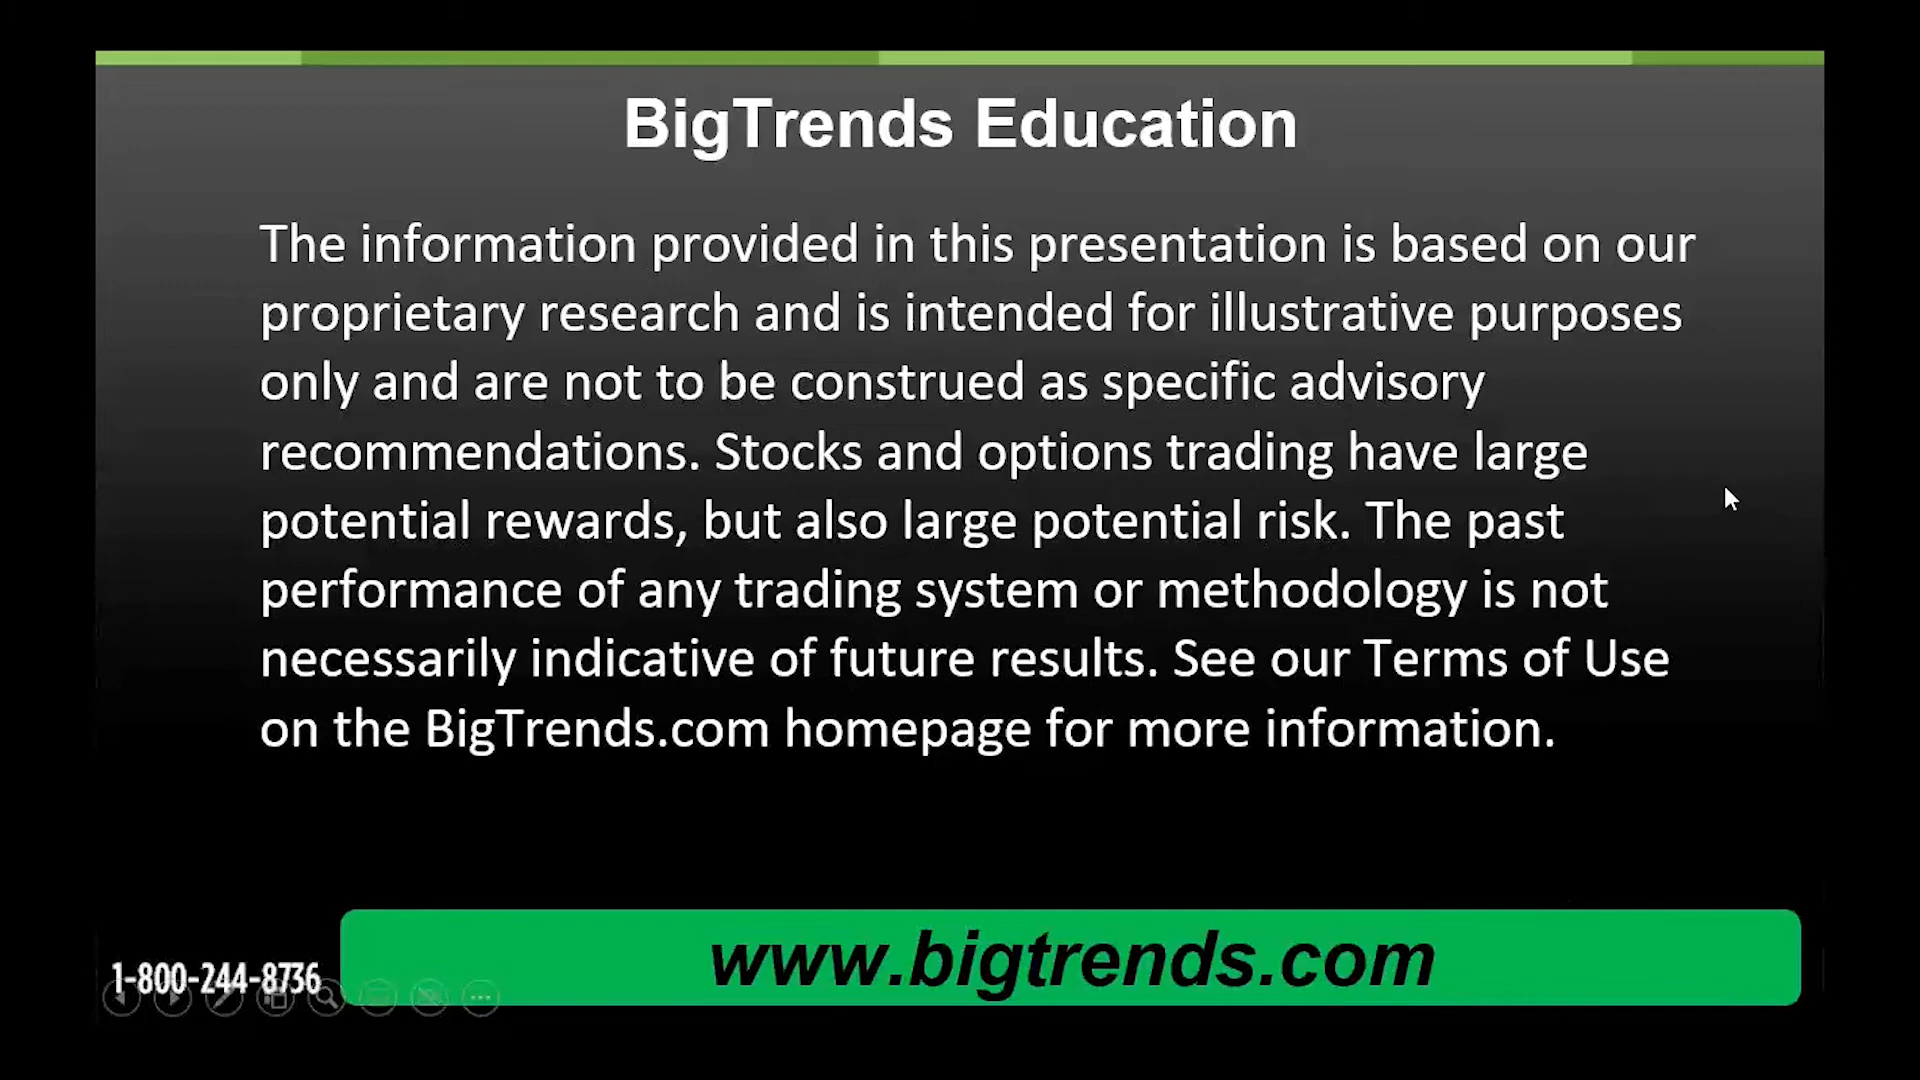 BigTrends Education
The information provided in this presentation is based on our
proprietary research and is intended for illustrative purposes
only and are not to be construed as specific advisory
recommendations. Stocks and options trading have large
potential rewards, but also large potential risk. The past
performance of any trading system or methodology is not
necessarily indicative of future results. See our Terms of Use
on the BigTrends.com homepage for more information.
www.bigtrends.com
1-800-244-8736